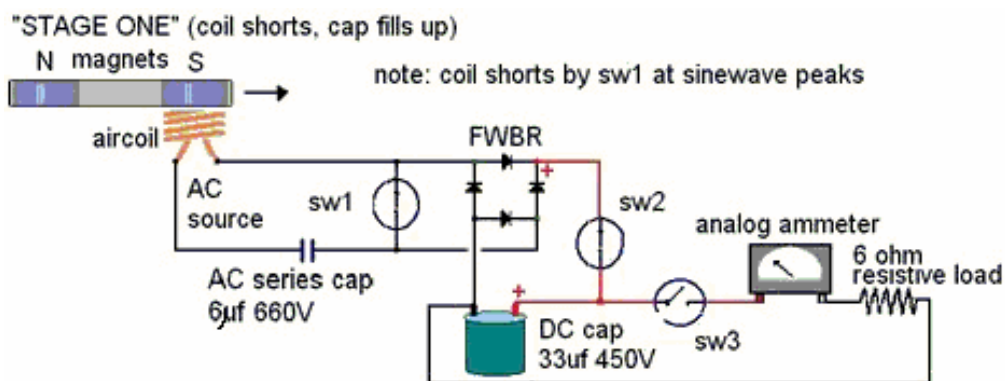 "STAGE ONE" (coil shorts, cap fills up)
N magnets S
note: coil shorts by sw1 at sinewave peaks
aircoil
FWBR
+
AC
source
sw1
sw2
analog ammeter
6 ohm
resistive load
AC series cap
6µf 660V
+
DC cap
33uf 450V
sw3